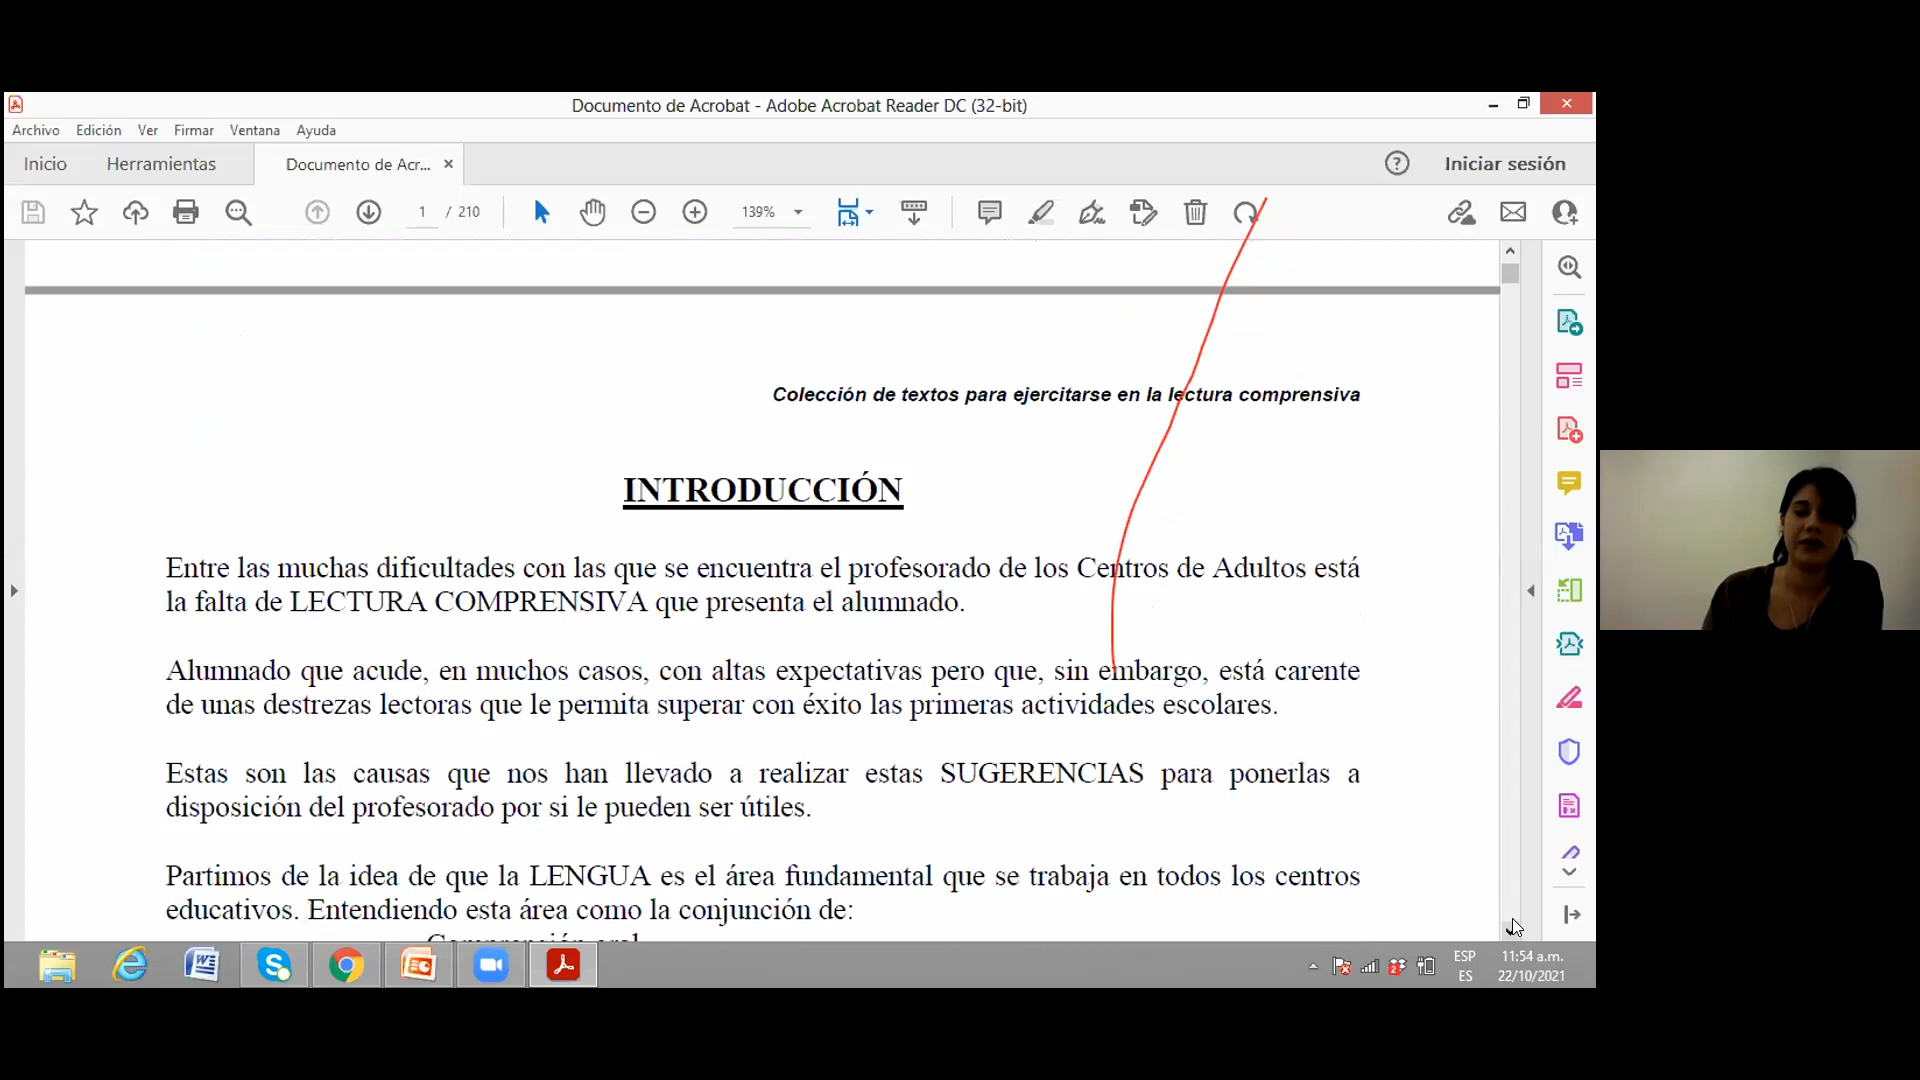 Documento de Acrobat - Adobe Acrobat Reader DC (32-bit)
Archivo Edición Ver Firmar Ventana Ayuda
Inicio Herramientas Documento de Acr... Iniciar sesión
1 / 210 139%
Colección de textos para ejercitarse en la lectura comprensiva
INTRODUCCIÓN
Entre las muchas dificultades con las que se encuentra el profesorado de los Centros de Adultos está
la falta de LECTURA COMPRENSIVA que presenta el alumnado.
Alumnado que acude, en muchos casos, con altas expectativas pero que, sin embargo, está carente
de unas destrezas lectoras que le permita superar con éxito las primeras actividades escolares.
Estas son las causas que nos han llevado a realizar estas SUGERENCIAS para ponerlas a
disposición del profesorado por si le pueden ser útiles.
Partimos de la idea de que la LENGUA es el área fundamental que se trabaja en todos los centros
educativos. Entendiendo esta área como la conjunción de:
Comprensión oral
ESP 11:54 a.m.
ES 22/10/2021